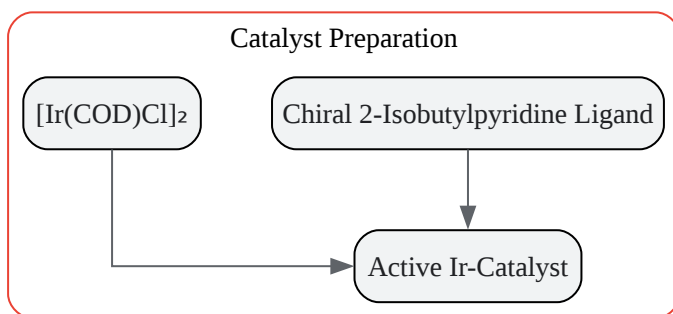 Catalyst Preparation
[Ir(COD)Cl]₂
Chiral 2-Isobutylpyridine Ligand
Active Ir-Catalyst